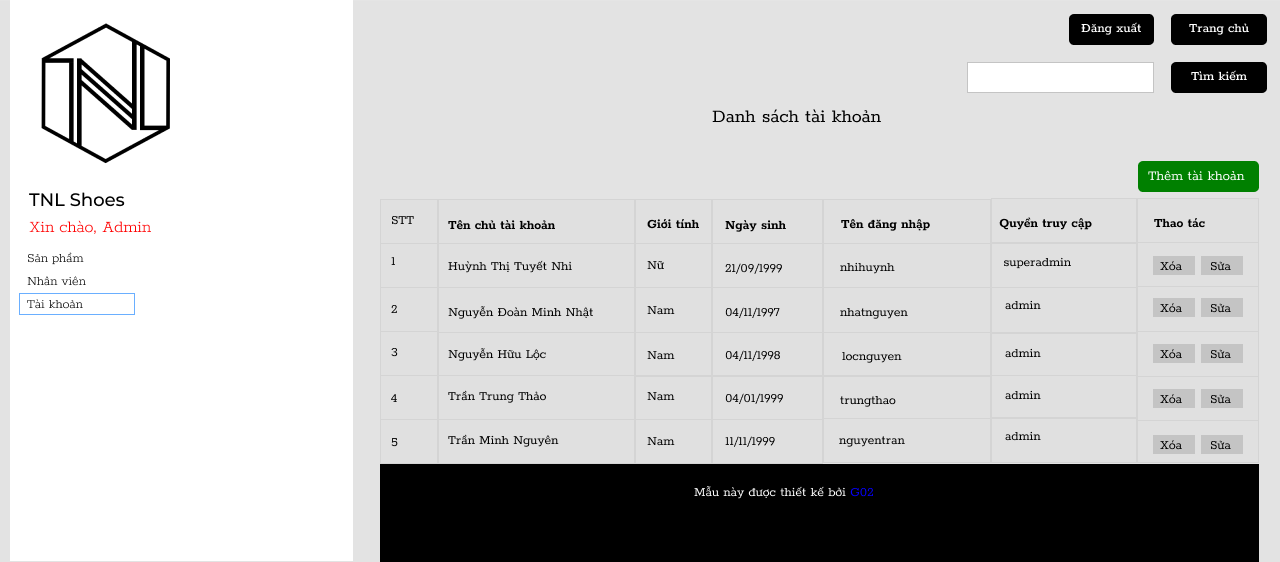 Đăng xuất Trang chủ
Tìm kiếm
Danh sách tài khoản
TNL Shoes
Xin chào, Admin
Sản phẩm
Nhân viên
Tài khoản
Thêm tài khoản
STT Tên chủ tài khoản Giới tính Ngày sinh Tên đăng nhập Quyền truy cập Thao tác
1 Huỳnh Thị Tuyết Nhi Nữ 21/09/1999 nhihuynh superadmin Xóa Sửa
2 Nguyễn Đoàn Minh Nhật Nam 04/11/1997 nhatnguyen admin Xóa Sửa
3 Nguyễn Hữu Lộc Nam 04/11/1998 locnguyen admin Xóa Sửa
4 Trần Trung Thảo Nam 04/01/1999 trungthao admin Xóa Sửa
5 Trần Minh Nguyên Nam 11/11/1999 nguyentran admin Xóa Sửa
Mẫu này được thiết kế bởi G02